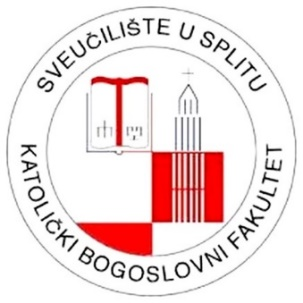 SVEUČILIŠTE U SPLITU
KATOLIČKI BOGOSLOVNI FAKULTET